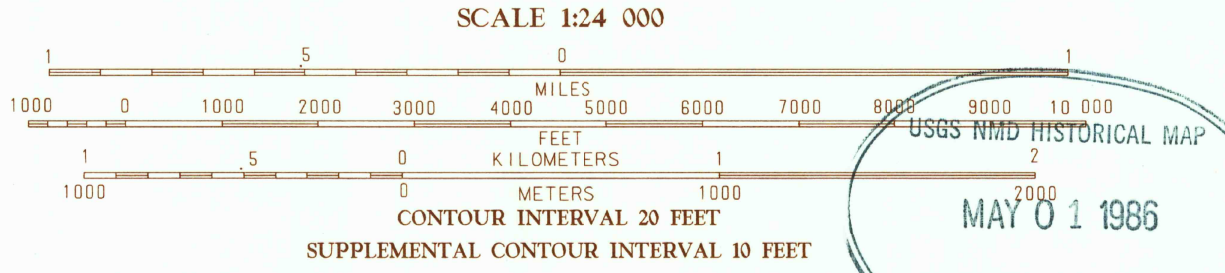 SCALE 1:24 000
1 .5 0 1
MILES
1000 0 1000 2000 3000 4000 5000 6000 7000 8000 9000 10 000
FEET
USGS NMD HISTORICAL MAP
KILOMETERS
1 .5 0 1 2
1000 0 METERS 1000 2000
MAY 01 1986
CONTOUR INTERVAL 20 FEET
SUPPLEMENTAL CONTOUR INTERVAL 10 FEET